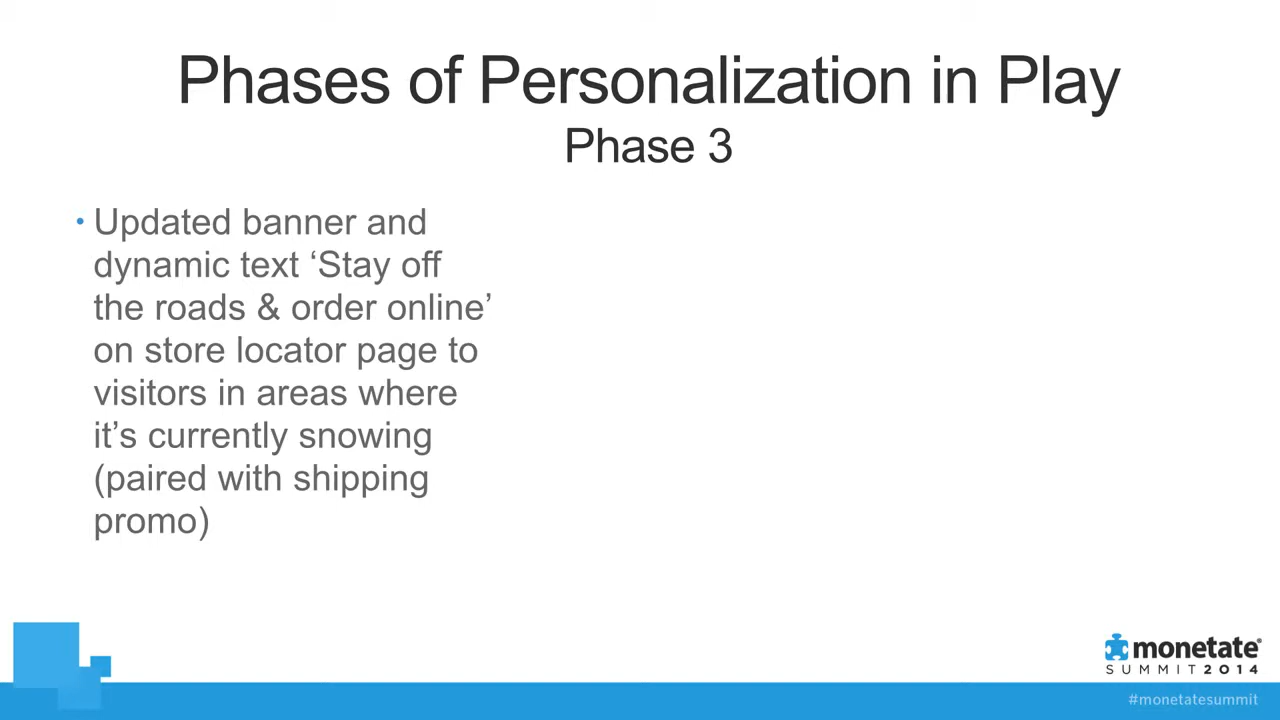 Phases of Personalization in Play
Phase 3
• Updated banner and
dynamic text ‘Stay off
the roads & order online’
on store locator page to
visitors in areas where
it’s currently snowing
(paired with shipping
promo)
monetate®
SUMMIT2014
#monetatesummit